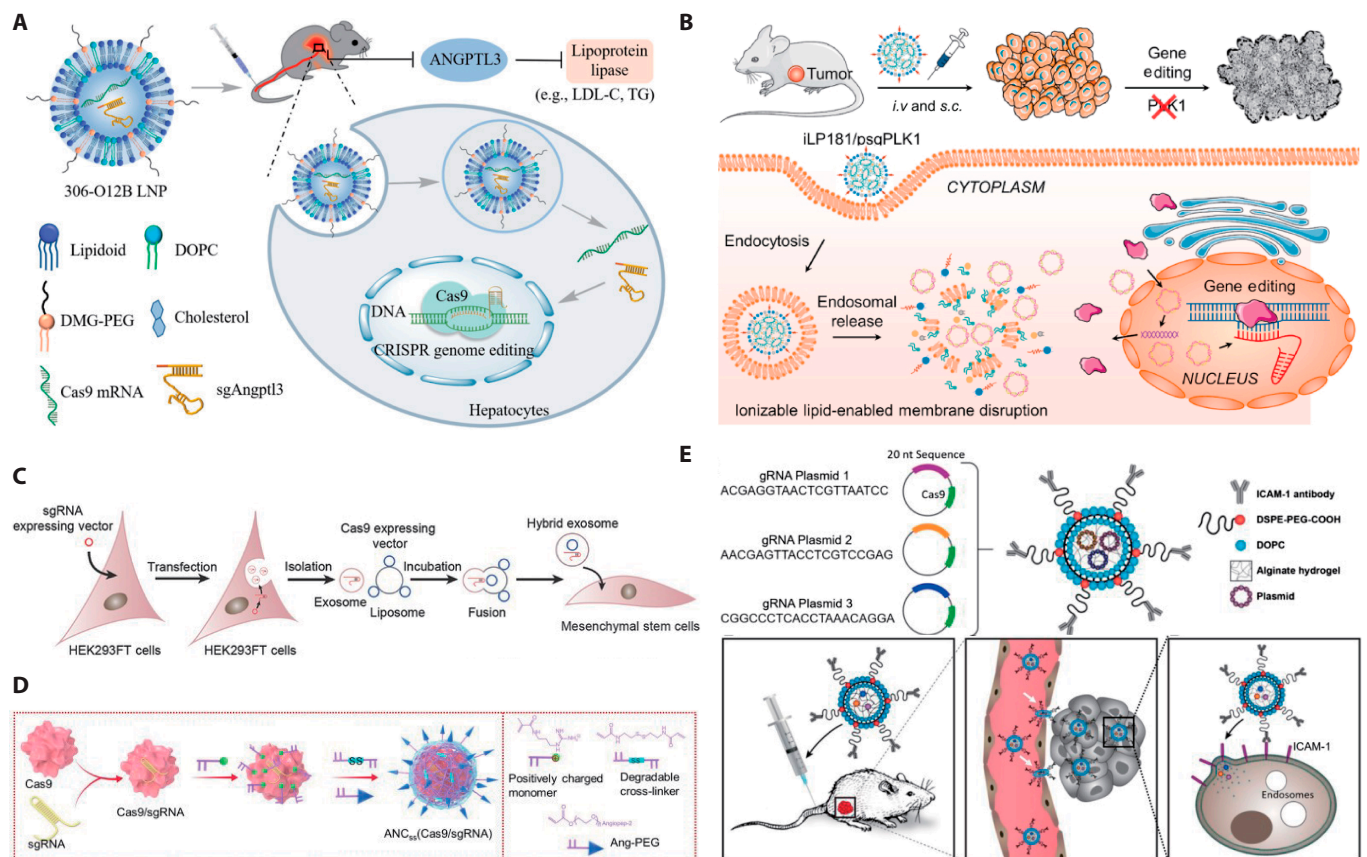 A
306-O12B LNP
ANGPTL3
Lipoprotein
lipase
(e.g., LDL-C, TG)
Lipidoid
DOPC
DMG-PEG
Cholesterol
Cas9 mRNA
sgAngptl3
Cas9
DNA
CRISPR genome editing
Hepatocytes
B
Tumor
i.v and s.c.
Gene
editing
PLK1
iLP181/psgPLK1
CYTOPLASM
Endocytosis
Endosomal
release
Gene editing
NUCLEUS
Ionizable lipid-enabled membrane disruption
C
sgRNA
expressing vector
Transfection
HEK293FT cells
HEK293FT cells
Isolation
Exosome
Cas9 expressing
vector
Liposome
Incubation
Fusion
Hybrid exosome
Mesenchymal stem cells
D
Cas9
sgRNA
Cas9/sgRNA
SS
ANCss(Cas9/sgRNA)
Positively charged
monomer
Degradable
cross-linker
Angiopep-2
Ang-PEG
E
20 nt Sequence
gRNA Plasmid 1
ACGAGGTAACTCGTTAATCC
Cas9
gRNA Plasmid 2
AACGAGTTACCTCGTCCGAG
gRNA Plasmid 3
CGGCCCTCACCTAAACAGGA
ICAM-1 antibody
DSPE-PEG-COOH
DOPC
Alginate hydrogel
Plasmid
ICAM-1
Endosomes